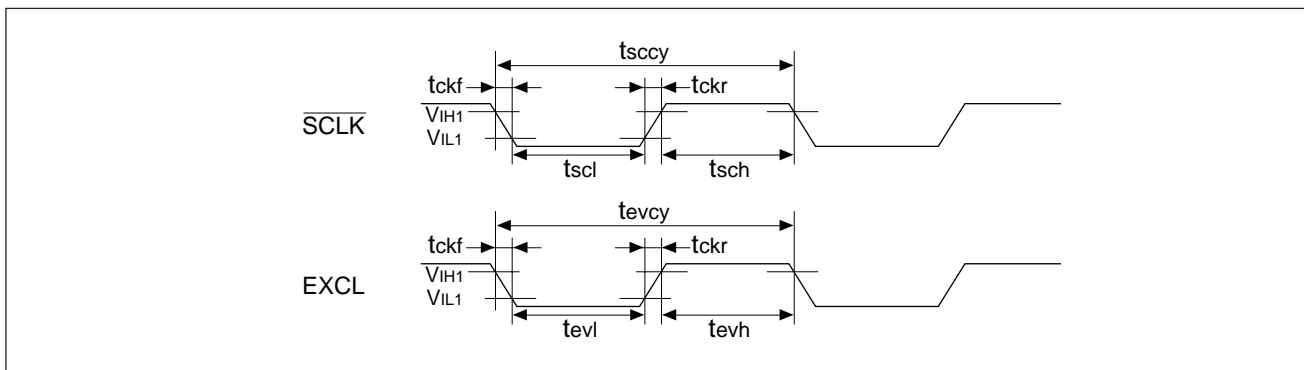 tsccy
tckf
tckr
VIH1
SCLK
VIL1
tscl
tsch
tevcy
tckf
tckr
VIH1
EXCL
VIL1
tevl
tevh